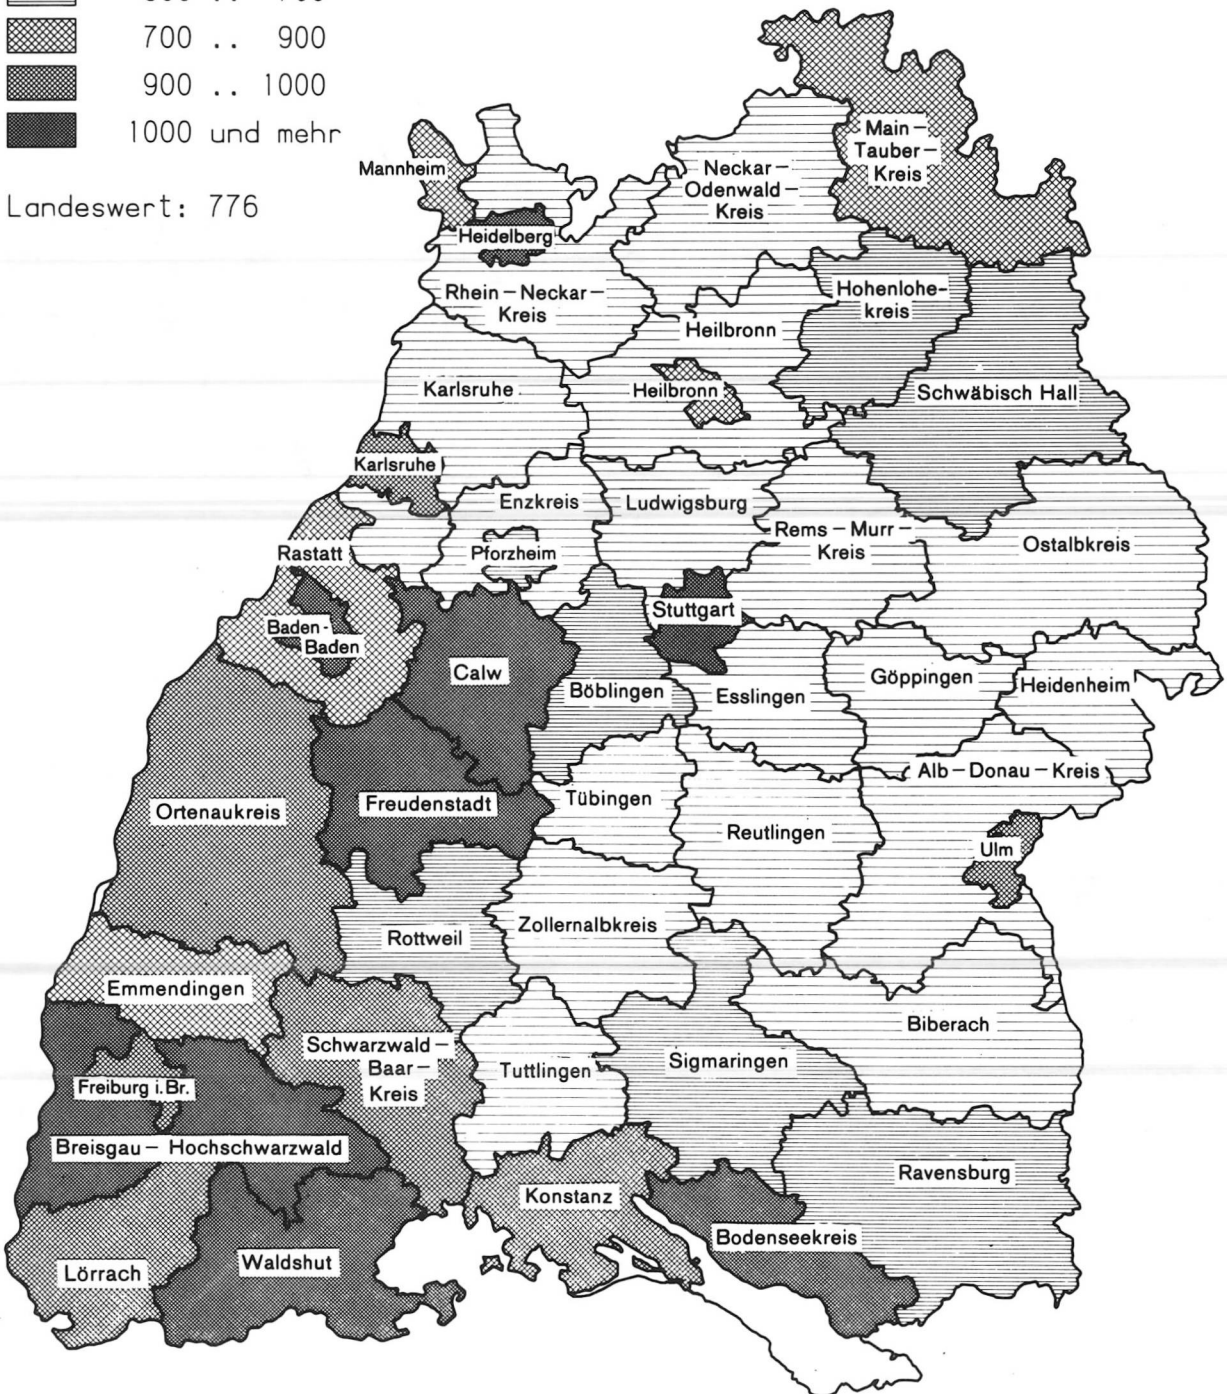 700 .. 900
900 .. 1000
1000 und mehr
Landeswert: 776
Main –
Tauber –
Kreis
Mannheim
Neckar –
Odenwald –
Kreis
Heidelberg
Rhein – Neckar –
Kreis
Hohenlohe-
kreis
Heilbronn
Karlsruhe
Heilbronn
Schwäbisch Hall
Karlsruhe
Enzkreis
Ludwigsburg
Rems – Murr –
Kreis
Ostalbkreis
Rastatt
Pforzheim
Stuttgart
Baden-
Baden
Calw
Böblingen
Esslingen
Göppingen
Heidenheim
Alb – Donau – Kreis
Ortenaukreis
Freudenstadt
Tübingen
Reutlingen
Ulm
Rottweil
Zollernalbkreis
Emmendingen
Biberach
Schwarzwald –
Baar –
Kreis
Tuttlingen
Sigmaringen
Freiburg i.Br.
Breisgau – Hochschwarzwald
Ravensburg
Konstanz
Bodenseekreis
Waldshut
Lörrach